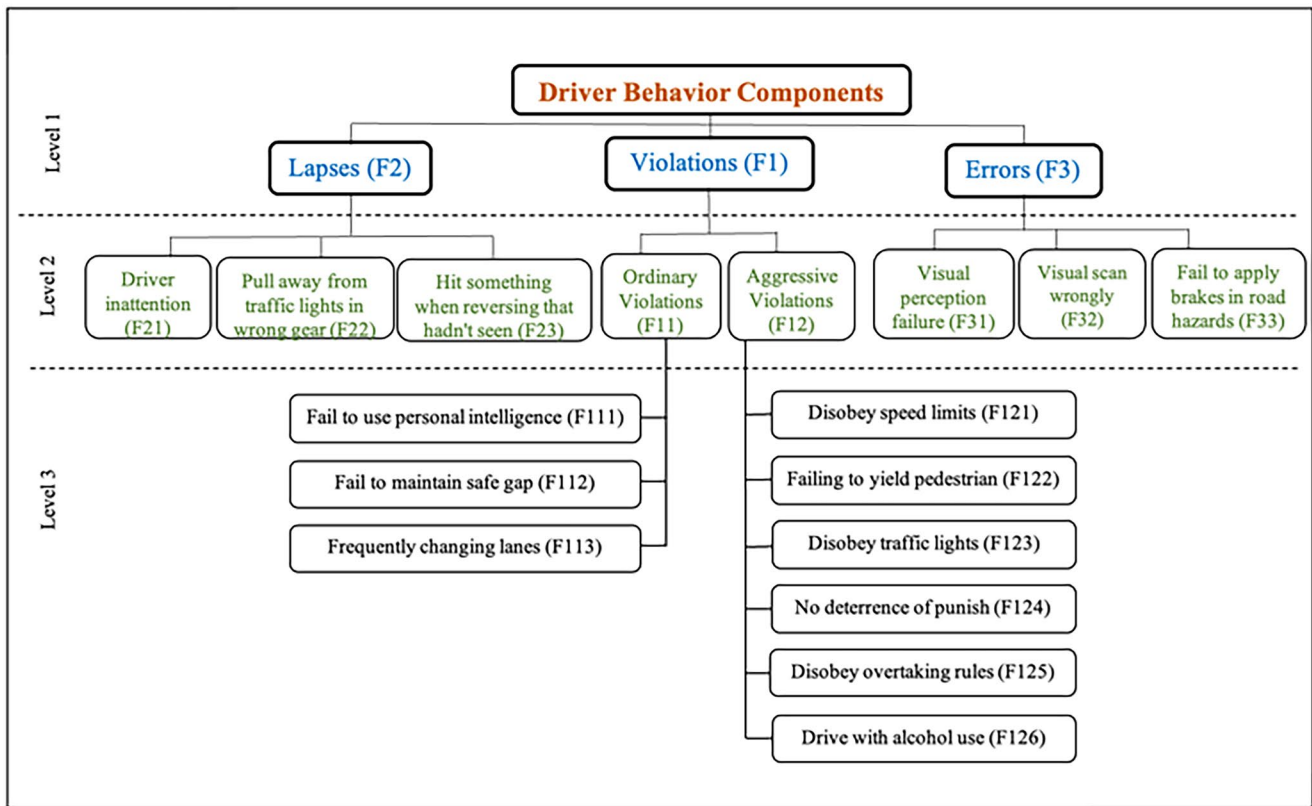 Driver Behavior Components
Level 1
Lapses (F2)
Violations (F1)
Errors (F3)
Level 2
Driver
inattention
(F21)
Pull away from
traffic lights in
wrong gear (F22)
Hit something
when reversing that
hadn't seen (F23)
Ordinary
Violations
(F11)
Aggressive
Violations
(F12)
Visual
perception
failure (F31)
Visual scan
wrongly
(F32)
Fail to apply
brakes in road
hazards (F33)
Level 3
Fail to use personal intelligence (F111)
Fail to maintain safe gap (F112)
Frequently changing lanes (F113)
Disobey speed limits (F121)
Failing to yield pedestrian (F122)
Disobey traffic lights (F123)
No deterrence of punish (F124)
Disobey overtaking rules (F125)
Drive with alcohol use (F126)